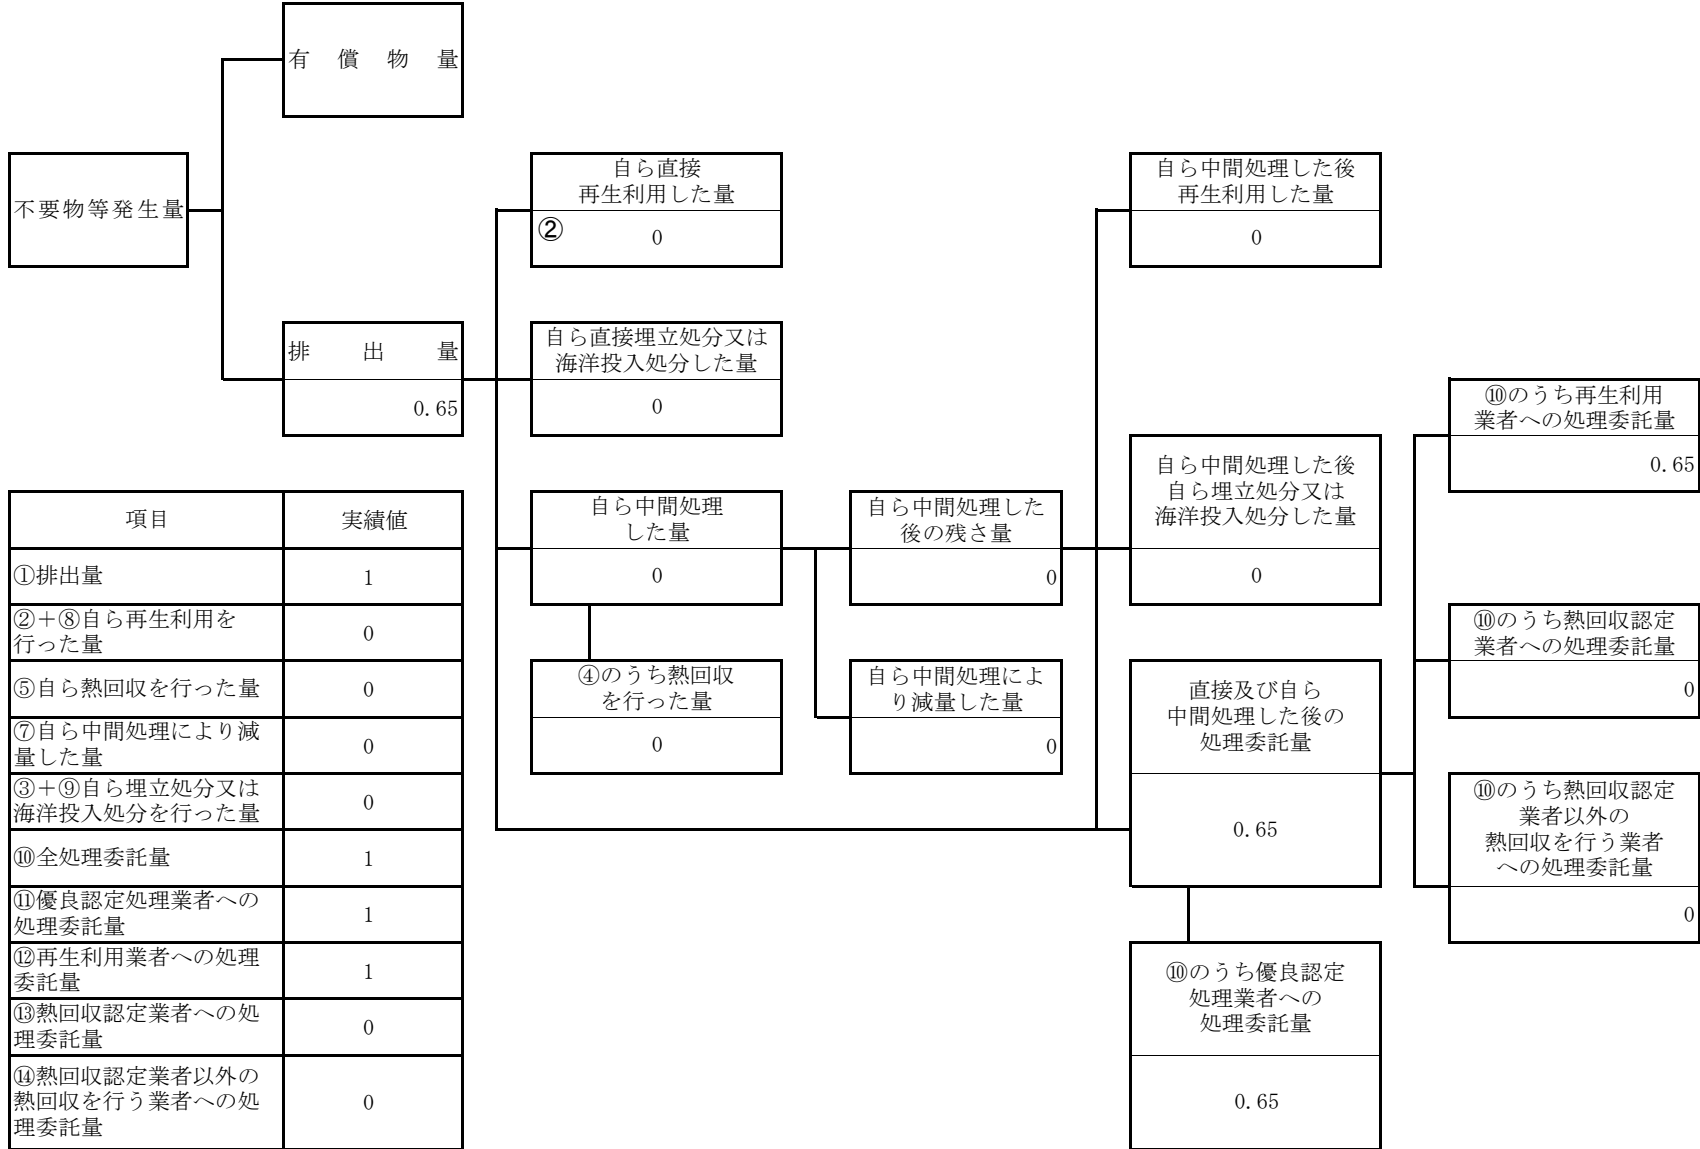 有償物量
不要物等発生量
自ら直接
再生利用した量
②
0
自ら中間処理した後
再生利用した量
0
排出量
0.65
自ら直接埋立処分又は
海洋投入処分した量
0
⑩のうち再生利用
業者への処理委託量
0.65
自ら中間処理した後
自ら埋立処分又は
海洋投入処分した量
0
自ら中間処理
した量
0
自ら中間処理した
後の残さ量
0
⑩のうち熱回収認定
業者への処理委託量
0
④のうち熱回収
を行った量
0
自ら中間処理によ
り減量した量
0
直接及び自ら
中間処理した後の
処理委託量
0.65
⑩のうち熱回収認定
業者以外の
熱回収を行う業者
への処理委託量
0
⑩のうち優良認定
処理業者への
処理委託量
0.65
項目 実績値
①排出量 1
②＋⑧自ら再生利用を
行った量 0
⑤自ら熱回収を行った量 0
⑦自ら中間処理により減
量した量 0
③＋⑨自ら埋立処分又は
海洋投入処分を行った量 0
⑩全処理委託量 1
⑪優良認定処理業者への
処理委託量 1
⑫再生利用業者への処理
委託量 1
⑬熱回収認定業者への処
理委託量 0
⑭熱回収認定業者以外の
熱回収を行う業者への処
理委託量 0